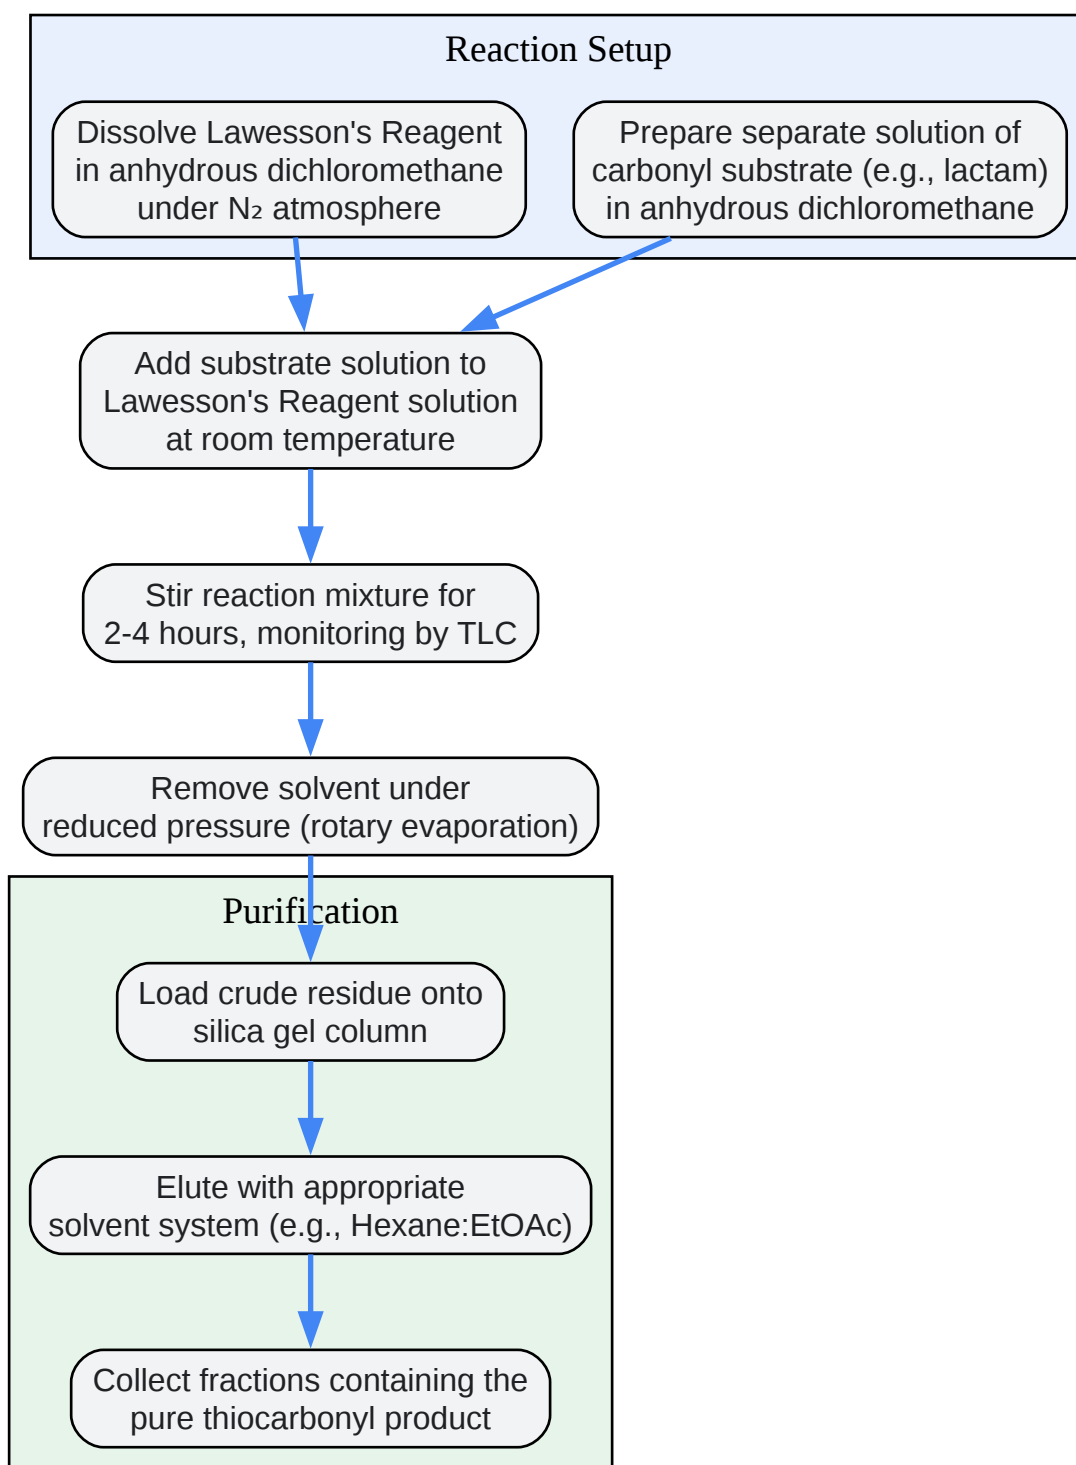 Reaction Setup
Dissolve Lawesson's Reagent
in anhydrous dichloromethane
under N₂ atmosphere
Prepare separate solution of
carbonyl substrate (e.g., lactam)
in anhydrous dichloromethane
Add substrate solution to
Lawesson's Reagent solution
at room temperature
Stir reaction mixture for
2-4 hours, monitoring by TLC
Remove solvent under
reduced pressure (rotary evaporation)
Purification
Load crude residue onto
silica gel column
Elute with appropriate
solvent system (e.g., Hexane:EtOAc)
Collect fractions containing the
pure thiocarbonyl product